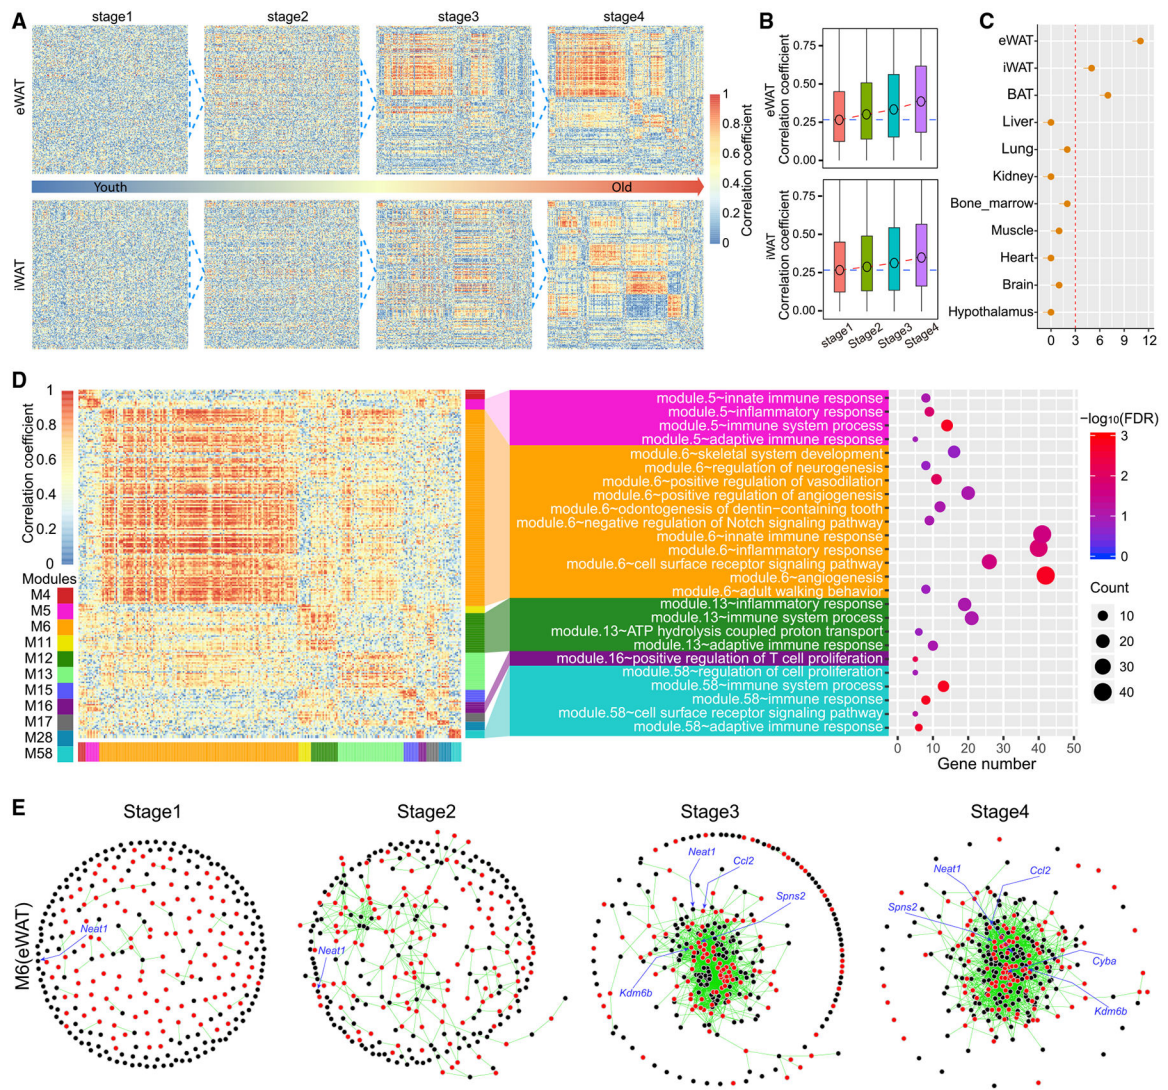 A
stage1
stage2
stage3
stage4
eWAT
Youth
Old
iWAT
1
0.8
0.6
0.4
0.2
0
Correlation coefficient
B
eWAT
Correlation coefficient
0.75
0.50
0.25
0.00
iWAT
Correlation coefficient
0.75
0.50
0.25
0.00
stage1
Stage2
Stage3
Stage4
C
eWAT
iWAT
BAT
Liver
Lung
Kidney
Bone_marrow
Muscle
Heart
Brain
Hypothalamus
0 3 6 9 12
D
Correlation coefficient
1
0.8
0.6
0.4
0.2
0
Modules
M4
M5
M6
M11
M12
M13
M15
M16
M17
M28
M58
module.5~innate immune response
module.5~inflammatory response
module.5~immune system process
module.5~adaptive immune response
module.6~skeletal system development
module.6~regulation of neurogenesis
module.6~positive regulation of vasodilation
module.6~positive regulation of angiogenesis
module.6~odontogenesis of dentin−containing tooth
module.6~negative regulation of Notch signaling pathway
module.6~innate immune response
module.6~inflammatory response
module.6~cell surface receptor signaling pathway
module.6~angiogenesis
module.6~adult walking behavior
module.13~inflammatory response
module.13~immune system process
module.13~ATP hydrolysis coupled proton transport
module.13~adaptive immune response
module.16~positive regulation of T cell proliferation
module.58~regulation of cell proliferation
module.58~immune system process
module.58~immune response
module.58~cell surface receptor signaling pathway
module.58~adaptive immune response
0 10 20 30 40 50
Gene number
−log₁₀(FDR)
3
2
1
0
Count
10
20
30
40
E
Stage1
Stage2
Stage3
Stage4
M6(eWAT)
Neat1
Neat1
Neat1
Ccl2
Spns2
Kdm6b
Neat1
Ccl2
Spns2
Cyba
Kdm6b